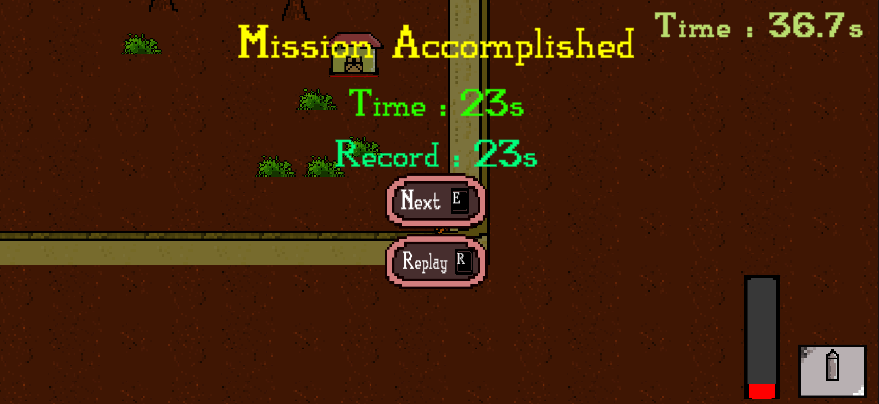 Time : 36.7s
Mission Accomplished
Time : 23s
Record : 23s
Next E
Replay R